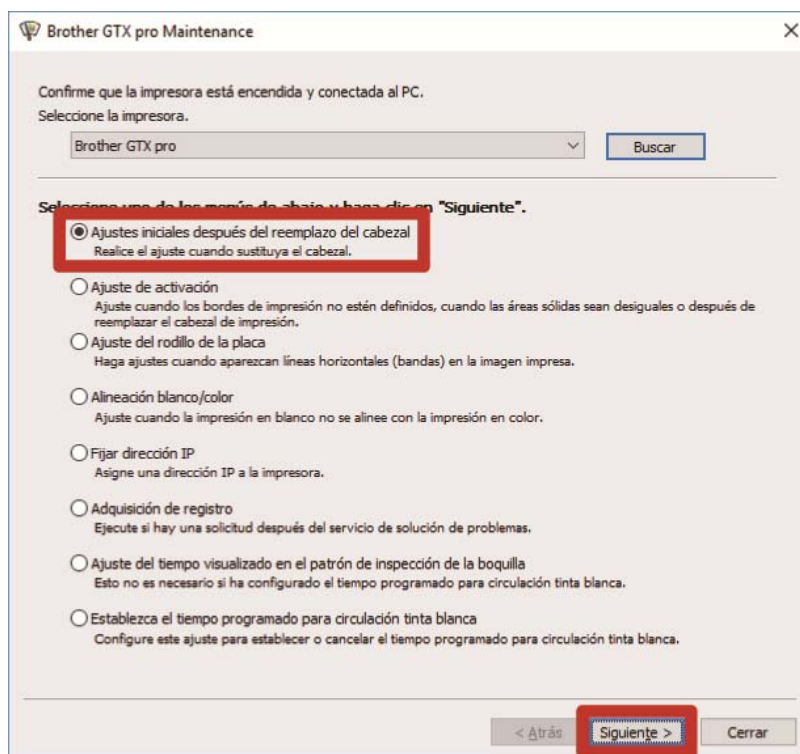 Brother GTX pro Maintenance
Confirme que la impresora está encendida y conectada al PC.
Seleccione la impresora.
Brother GTX pro
Buscar
Seleccione uno de los menús de abajo y haga clic en "Siguiente".
Ajustes iniciales después del reemplazo del cabezal
Realice el ajuste cuando sustituya el cabezal.
Ajuste de activación
Ajuste cuando los bordes de impresión no estén definidos, cuando las áreas sólidas sean desiguales o después de
reemplazar el cabezal de impresión.
Ajuste del rodillo de la placa
Haga ajustes cuando aparezcan líneas horizontales (bandas) en la imagen impresa.
Alineación blanco/color
Ajuste cuando la impresión en blanco no se alinee con la impresión en color.
Fijar dirección IP
Asigne una dirección IP a la impresora.
Adquisición de registro
Ejecute si hay una solicitud después del servicio de solución de problemas.
Ajuste del tiempo visualizado en el patrón de inspección de la boquilla
Esto no es necesario si ha configurado el tiempo programado para circulación tinta blanca.
Establezca el tiempo programado para circulación tinta blanca
Configure este ajuste para establecer o cancelar el tiempo programado para circulación tinta blanca.
< Atrás
Siguiente >
Cerrar